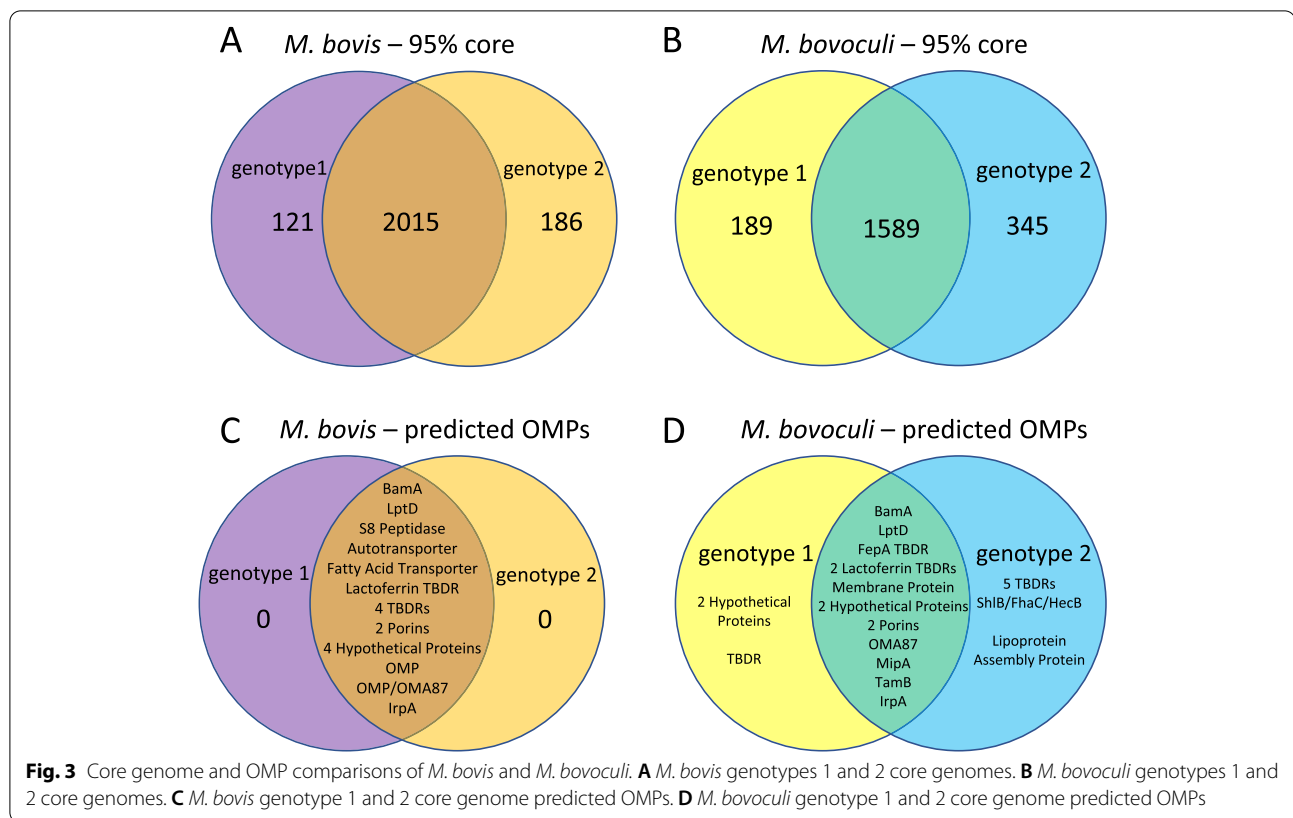 A M. bovis – 95% core
genotype1
genotype 2
121
2015
186
B M. bovoculi – 95% core
genotype 1
genotype 2
189
1589
345
C M. bovis – predicted OMPs
genotype 1
0
BamA
LptD
S8 Peptidase
Autotransporter
Fatty Acid Transporter
Lactoferrin TBDR
4 TBDRs
2 Porins
4 Hypothetical Proteins
OMP
OMP/OMA87
IrpA
genotype 2
0
D M. bovoculi – predicted OMPs
genotype 1
2 Hypothetical
Proteins
TBDR
BamA
LptD
FepA TBDR
2 Lactoferrin TBDRs
Membrane Protein
2 Hypothetical Proteins
2 Porins
OMA87
MipA
TamB
IrpA
genotype 2
5 TBDRs
ShlB/FhaC/HecB
Lipoprotein
Assembly Protein
Fig. 3 Core genome and OMP comparisons of M. bovis and M. bovoculi. A M. bovis genotypes 1 and 2 core genomes. B M. bovoculi genotypes 1 and
2 core genomes. C M. bovis genotype 1 and 2 core genome predicted OMPs. D M. bovoculi genotype 1 and 2 core genome predicted OMPs